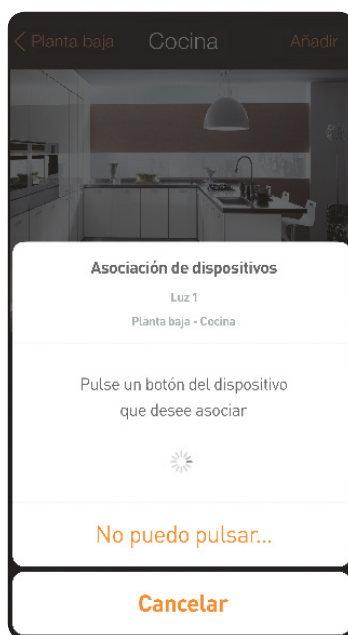 Planta baja Cocina Añadir
Asociación de dispositivos
Luz 1
Planta baja - Cocina
Pulse un botón del dispositivo
que desee asociar
No puedo pulsar...
Cancelar